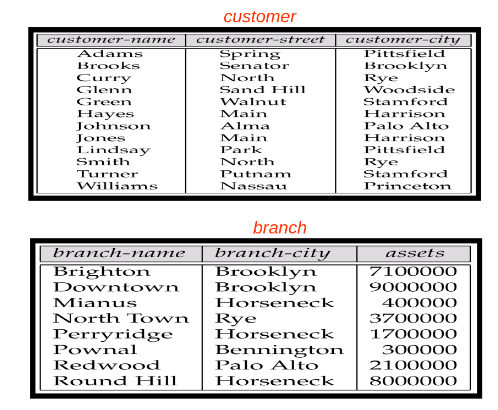 customer
customer-name customer-street customer-city
Adams Spring Pittsfield
Brooks Senator Brooklyn
Curry North Rye
Glenn Sand Hill Woodside
Green Walnut Stamford
Hayes Main Harrison
Johnson Alma Palo Alto
Jones Main Harrison
Lindsay Park Pittsfield
Smith North Rye
Turner Putnam Stamford
Williams Nassau Princeton
branch
branch-name branch-city assets
Brighton Brooklyn 7100000
Downtown Brooklyn 9000000
Mianus Horseneck 400000
North Town Rye 3700000
Perryridge Horseneck 1700000
Pownal Bennington 300000
Redwood Palo Alto 2100000
Round Hill Horseneck 8000000